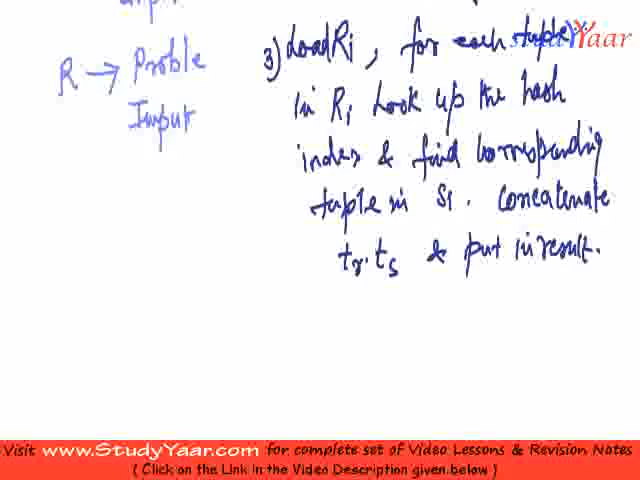 R → Proble
Input
3) Load Ri, for each tuple
StudyYaar
in Ri Look up the hash
index & find corresponding
tuple in Si. Concatenate
tr.ts & put in result.
Visit www.StudyYaar.com for complete set of Video Lessons & Revision Notes
( Click on the Link in the Video Description given below )